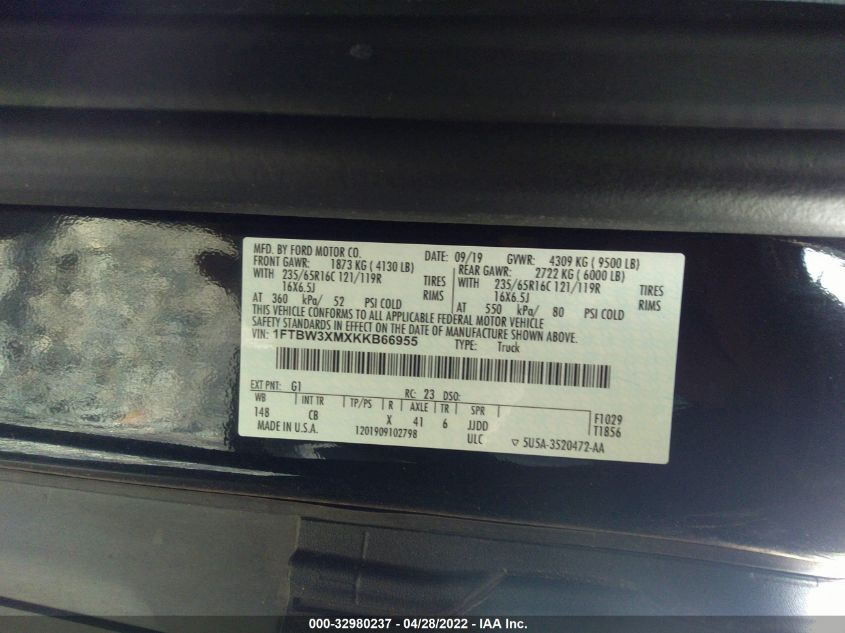 MFD. BY FORD MOTOR CO. DATE: 09/19 GVWR: 4309 KG ( 9500 LB)
FRONT GAWR: 1873 KG ( 4130 LB) REAR GAWR: 2722 KG ( 6000 LB)
WITH 235/65R16C 121/119R TIRES WITH 235/65R16C 121/119R TIRES
16X6.5J RIMS 16X6.5J RIMS
AT 360 kPa/ 52 PSI COLD AT 550 kPa/ 80 PSI COLD
THIS VEHICLE CONFORMS TO ALL APPLICABLE FEDERAL MOTOR VEHICLE
SAFETY STANDARDS IN EFFECT ON THE DATE OF MANUFACTURE SHOWN ABOVE.
VIN: 1FTBW3XMXKKB66955 TYPE: Truck
EXT PNT: G1 RC: 23 DSO:
WB INT TR TP/PS R AXLE TR SPR F1029
148 CB X 41 6 JJDD T1856
MADE IN U.S.A. 1201909102798 ULC ▽ 5U5A-3520472-AA
000-32980237 - 04/28/2022 - IAA Inc.